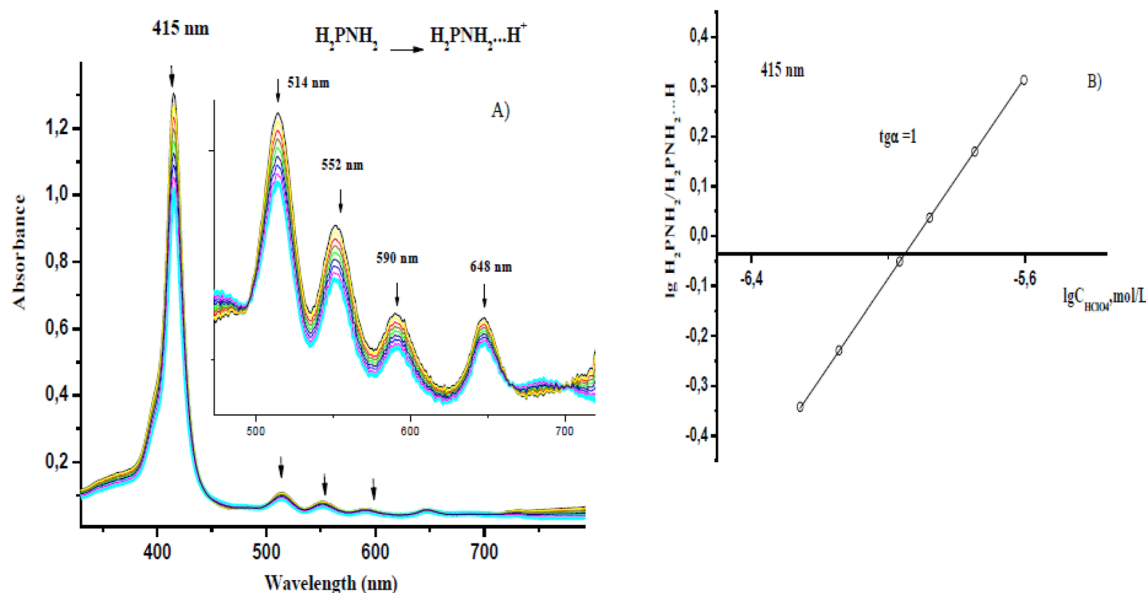 415 nm
H₂PNH₂ → H₂PNH₂...H⁺
A)
514 nm
552 nm
590 nm
648 nm
500
600
700
Absorbance
1,2
1,0
0,8
0,6
0,4
0,2
400
500
600
700
Wavelength (nm)
B)
415 nm
tgα =1
lg H₂PNH₂/H₂PNH₂...H
0,4
0,3
0,2
0,1
0,0
-0,1
-0,2
-0,3
-0,4
-6,4
-5,6
lgC_HClO4,mol/L